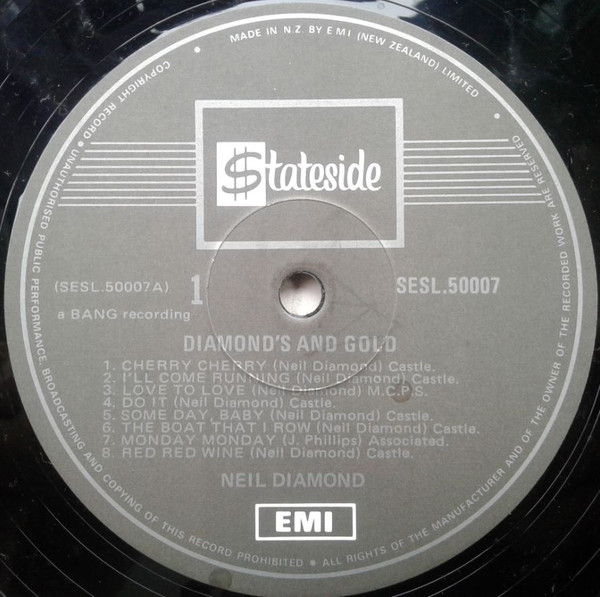 MADE IN N.Z. BY EMI (NEW ZEALAND) LIMITED
$tateside
(SESL.50007A) 1 SESL.50007
a BANG recording
DIAMOND'S AND GOLD
1. CHERRY CHERRY (Neil Diamond) Castle.
2. I'LL COME RUNNING (Neil Diamond) Castle.
3. LOVE TO LOVE (Neil Diamond) M.C.P.S.
4. DO IT (Neil Diamond) Castle.
5. SOME DAY, BABY (Neil Diamond) Castle.
6. THE BOAT THAT I ROW (Neil Diamond) Castle.
7. MONDAY MONDAY (J. Phillips) Associated.
8. RED RED WINE (Neil Diamond) Castle.
NEIL DIAMOND
EMI
COPYRIGHT RECORD • UNAUTHORISED PUBLIC PERFORMANCE, BROADCASTING AND COPYING OF THIS RECORD PROHIBITED • ALL RIGHTS OF THE MANUFACTURER AND OF THE OWNER OF THE RECORDED WORK ARE RESERVED